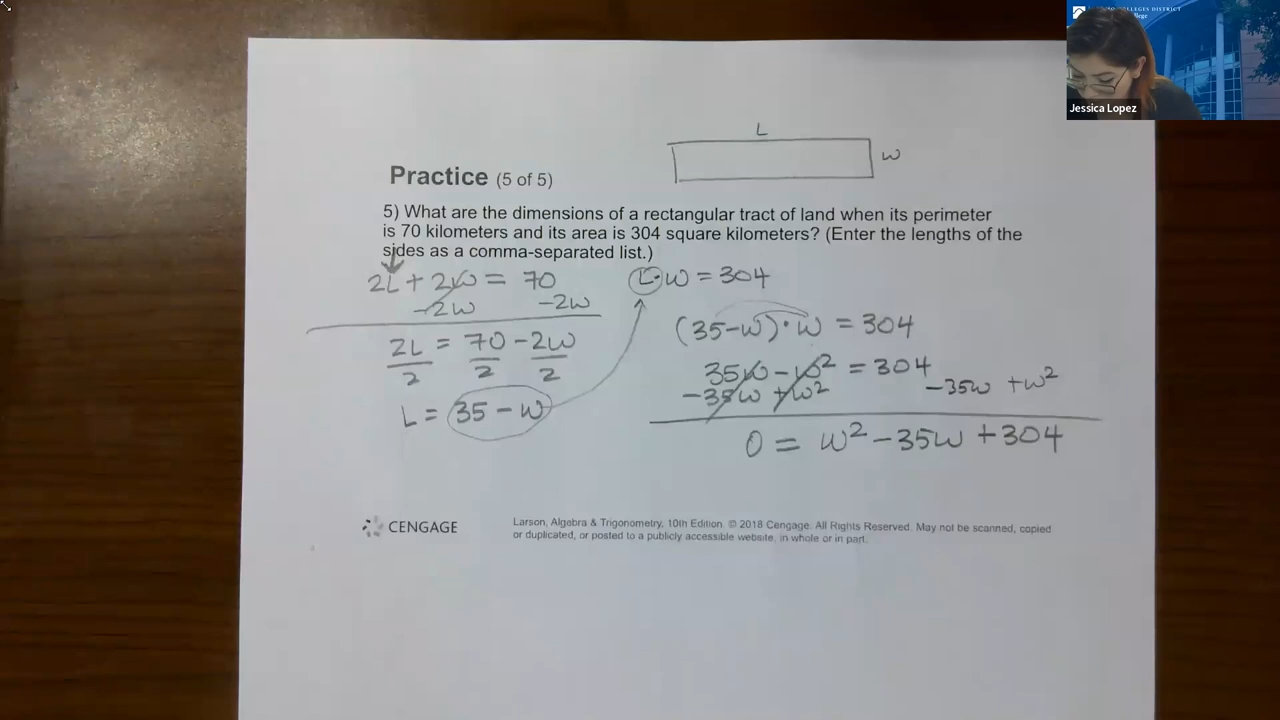 Jessica Lopez
L
w
Practice (5 of 5)
5) What are the dimensions of a rectangular tract of land when its perimeter
is 70 kilometers and its area is 304 square kilometers? (Enter the lengths of the
sides as a comma-separated list.)
2L + 2w = 70
-2w -2w
2L = 70 - 2w
2 2 2
L = 35 - w
L·w = 304
(35-w)·w = 304
35w - w² = 304
-35w +w² -35w +w²
0 = w² - 35w + 304
CENGAGE
Larson, Algebra & Trigonometry, 10th Edition. © 2018 Cengage. All Rights Reserved. May not be scanned, copied
or duplicated, or posted to a publicly accessible website, in whole or in part.